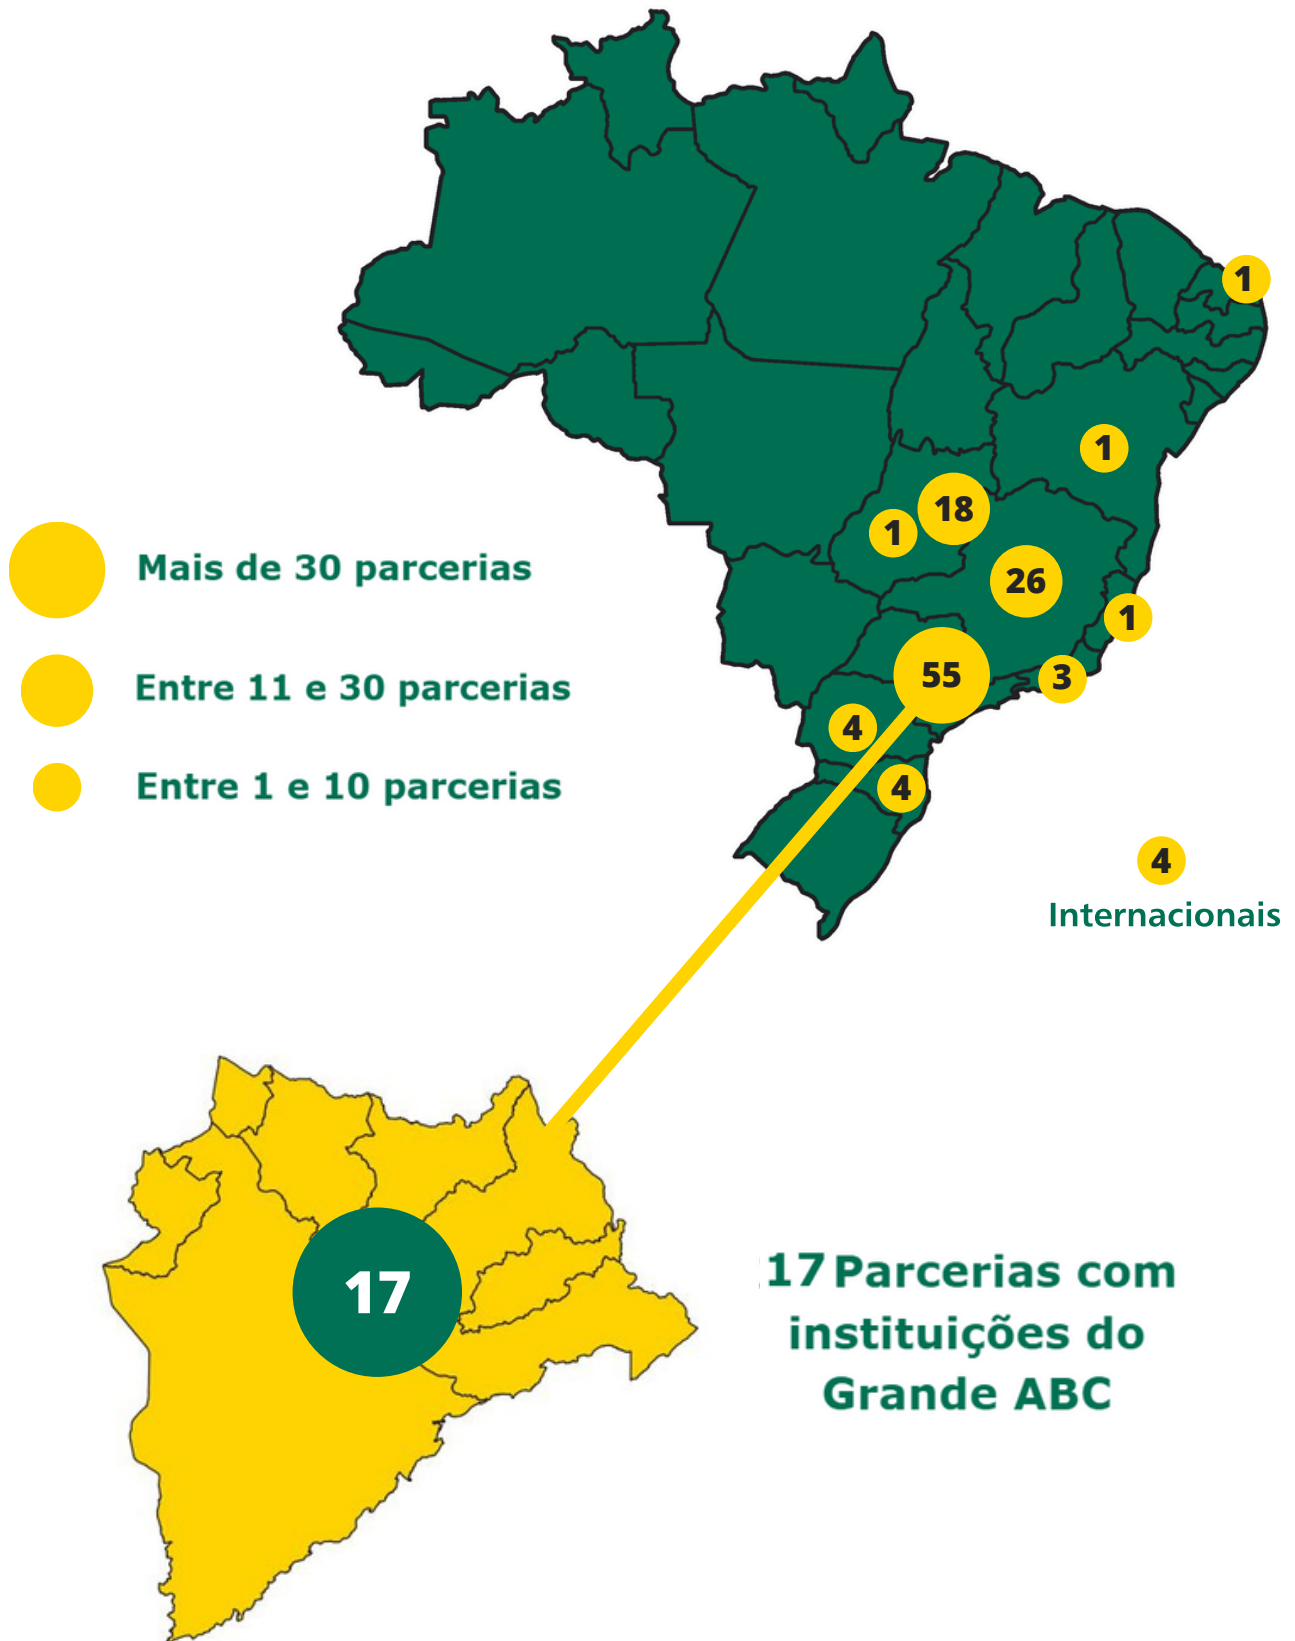 1
1
18
1
26
1
55
3
4
4
Mais de 30 parcerias
Entre 11 e 30 parcerias
Entre 1 e 10 parcerias
4
Internacionais
17
17 Parcerias com
instituições do
Grande ABC